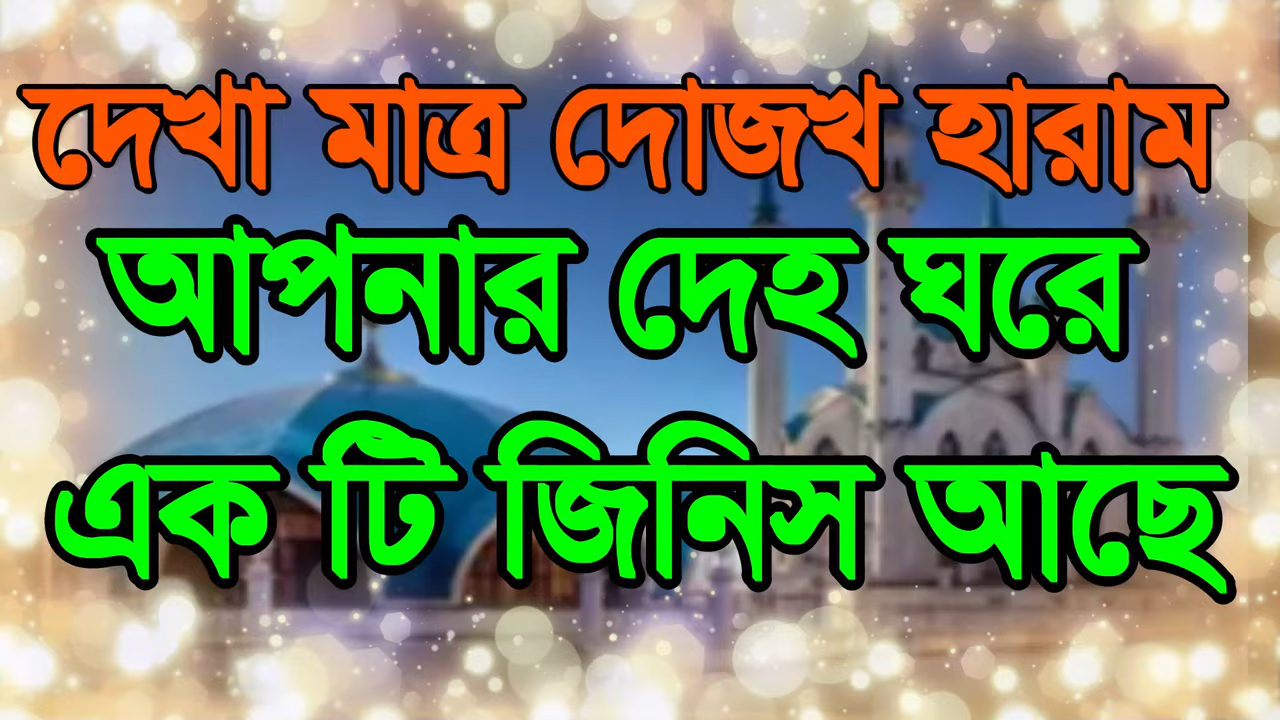 দেখা মাত্র দোজখ হারাম
আপনার দেহ ঘরে
এক টি জিনিস আছে